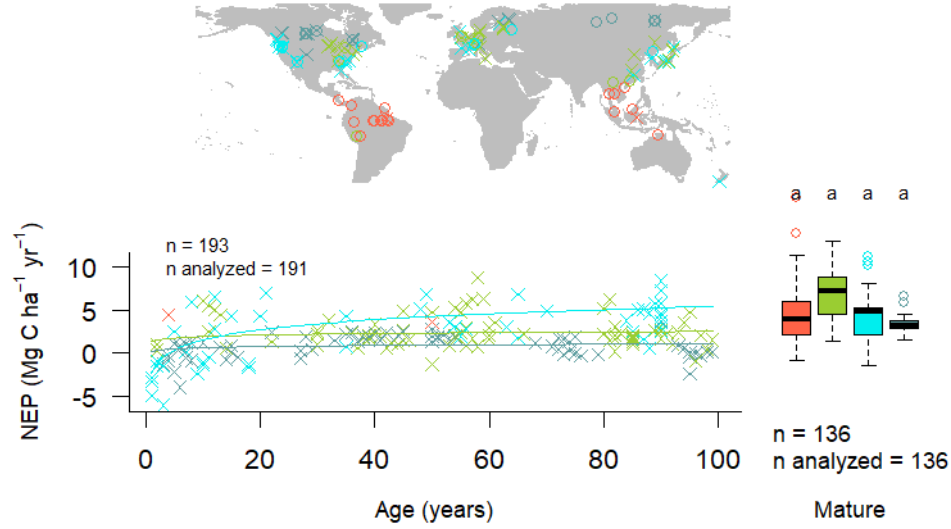 a a a a
n = 193
n analyzed = 191
NEP (Mg C ha⁻¹ yr⁻¹)
10
5
0
-5
0 20 40 60 80 100
Age (years)
n = 136
n analyzed = 136
Mature